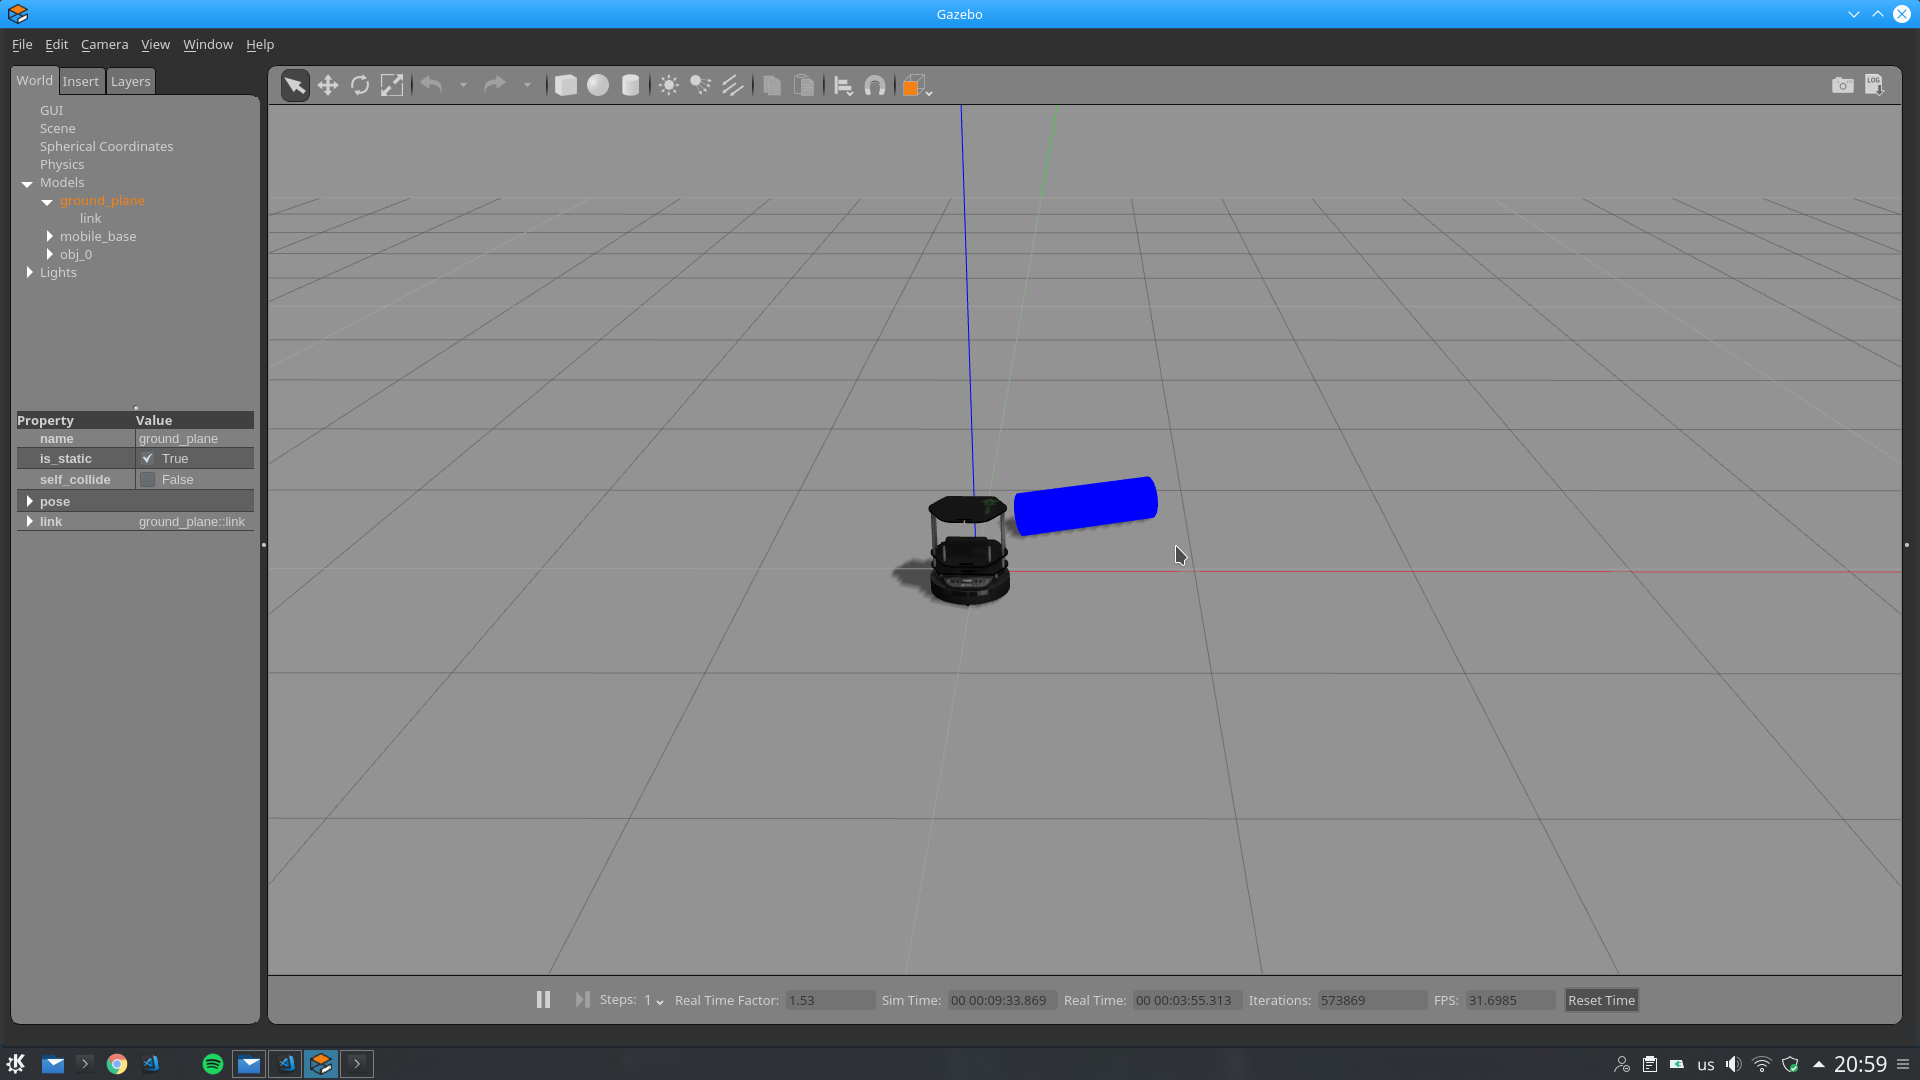 Gazebo
File Edit Camera View Window Help
World Insert Layers
GUI
Scene
Spherical Coordinates
Physics
Models
ground_plane
link
mobile_base
obj_0
Lights
Property Value
name ground_plane
is_static True
self_collide False
pose
link ground_plane::link
LOG
Steps: 1 Real Time Factor: 1.53 Sim Time: 00 00:09:33.869 Real Time: 00 00:03:55.313 Iterations: 573869 FPS: 31.6985 Reset Time
us 20:59